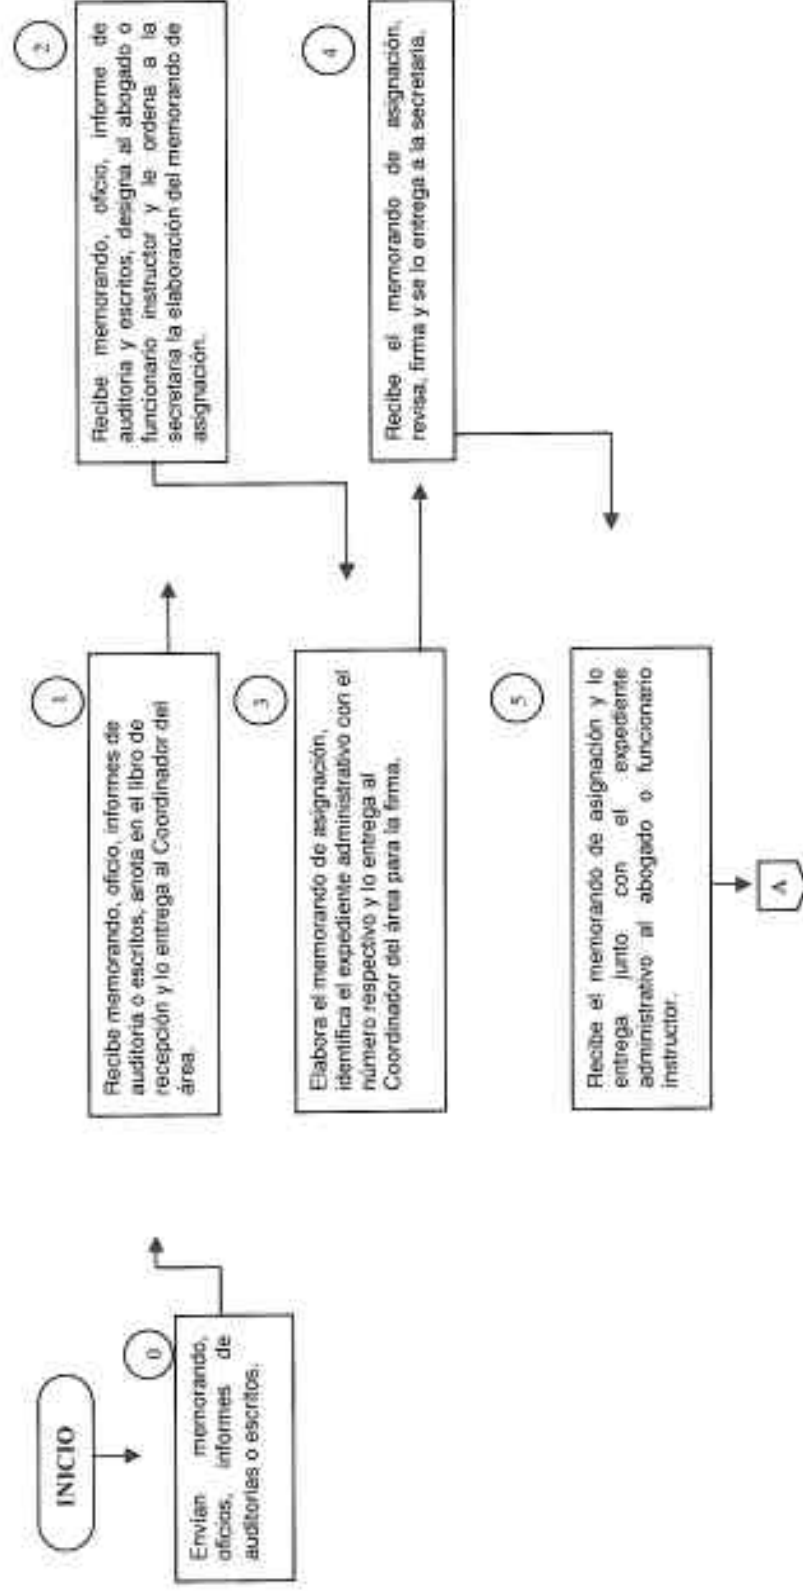 INICIO
0
Envían memorando,
oficios, informes de
auditorias o escritos.
1
Recibe memorando, oficio, informes de
auditoria o escritos, anota en el libro de
recepción y lo entrega al Coordinador del
área.
2
Recibe memorando, oficio, informe de
auditoria y escritos, designa al abogado o
funcionario instructor y le ordena a la
secretaria la elaboración del memorando de
asignación.
3
Elabora el memorando de asignación,
identifica el expediente administrativo con el
número respectivo y lo entrega al
Coordinador del área para la firma.
4
Recibe el memorando de asignación,
revisa, firma y se lo entrega a la secretaria.
5
Recibe el memorando de asignación y lo
entrega junto con el expediente
administrativo al abogado o funcionario
instructor.
A